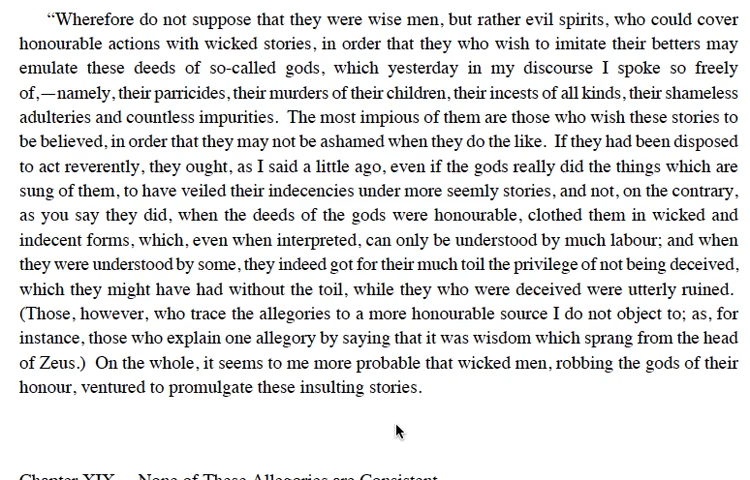 “Wherefore do not suppose that they were wise men, but rather evil spirits, who could cover
honourable actions with wicked stories, in order that they who wish to imitate their betters may
emulate these deeds of so-called gods, which yesterday in my discourse I spoke so freely
of,—namely, their parricides, their murders of their children, their incests of all kinds, their shameless
adulteries and countless impurities. The most impious of them are those who wish these stories to
be believed, in order that they may not be ashamed when they do the like. If they had been disposed
to act reverently, they ought, as I said a little ago, even if the gods really did the things which are
sung of them, to have veiled their indecencies under more seemly stories, and not, on the contrary,
as you say they did, when the deeds of the gods were honourable, clothed them in wicked and
indecent forms, which, even when interpreted, can only be understood by much labour; and when
they were understood by some, they indeed got for their much toil the privilege of not being deceived,
which they might have had without the toil, while they who were deceived were utterly ruined.
(Those, however, who trace the allegories to a more honourable source I do not object to; as, for
instance, those who explain one allegory by saying that it was wisdom which sprang from the head
of Zeus.) On the whole, it seems to me more probable that wicked men, robbing the gods of their
honour, ventured to promulgate these insulting stories.
Chapter XIX.—None of These Allegories are Consistent.